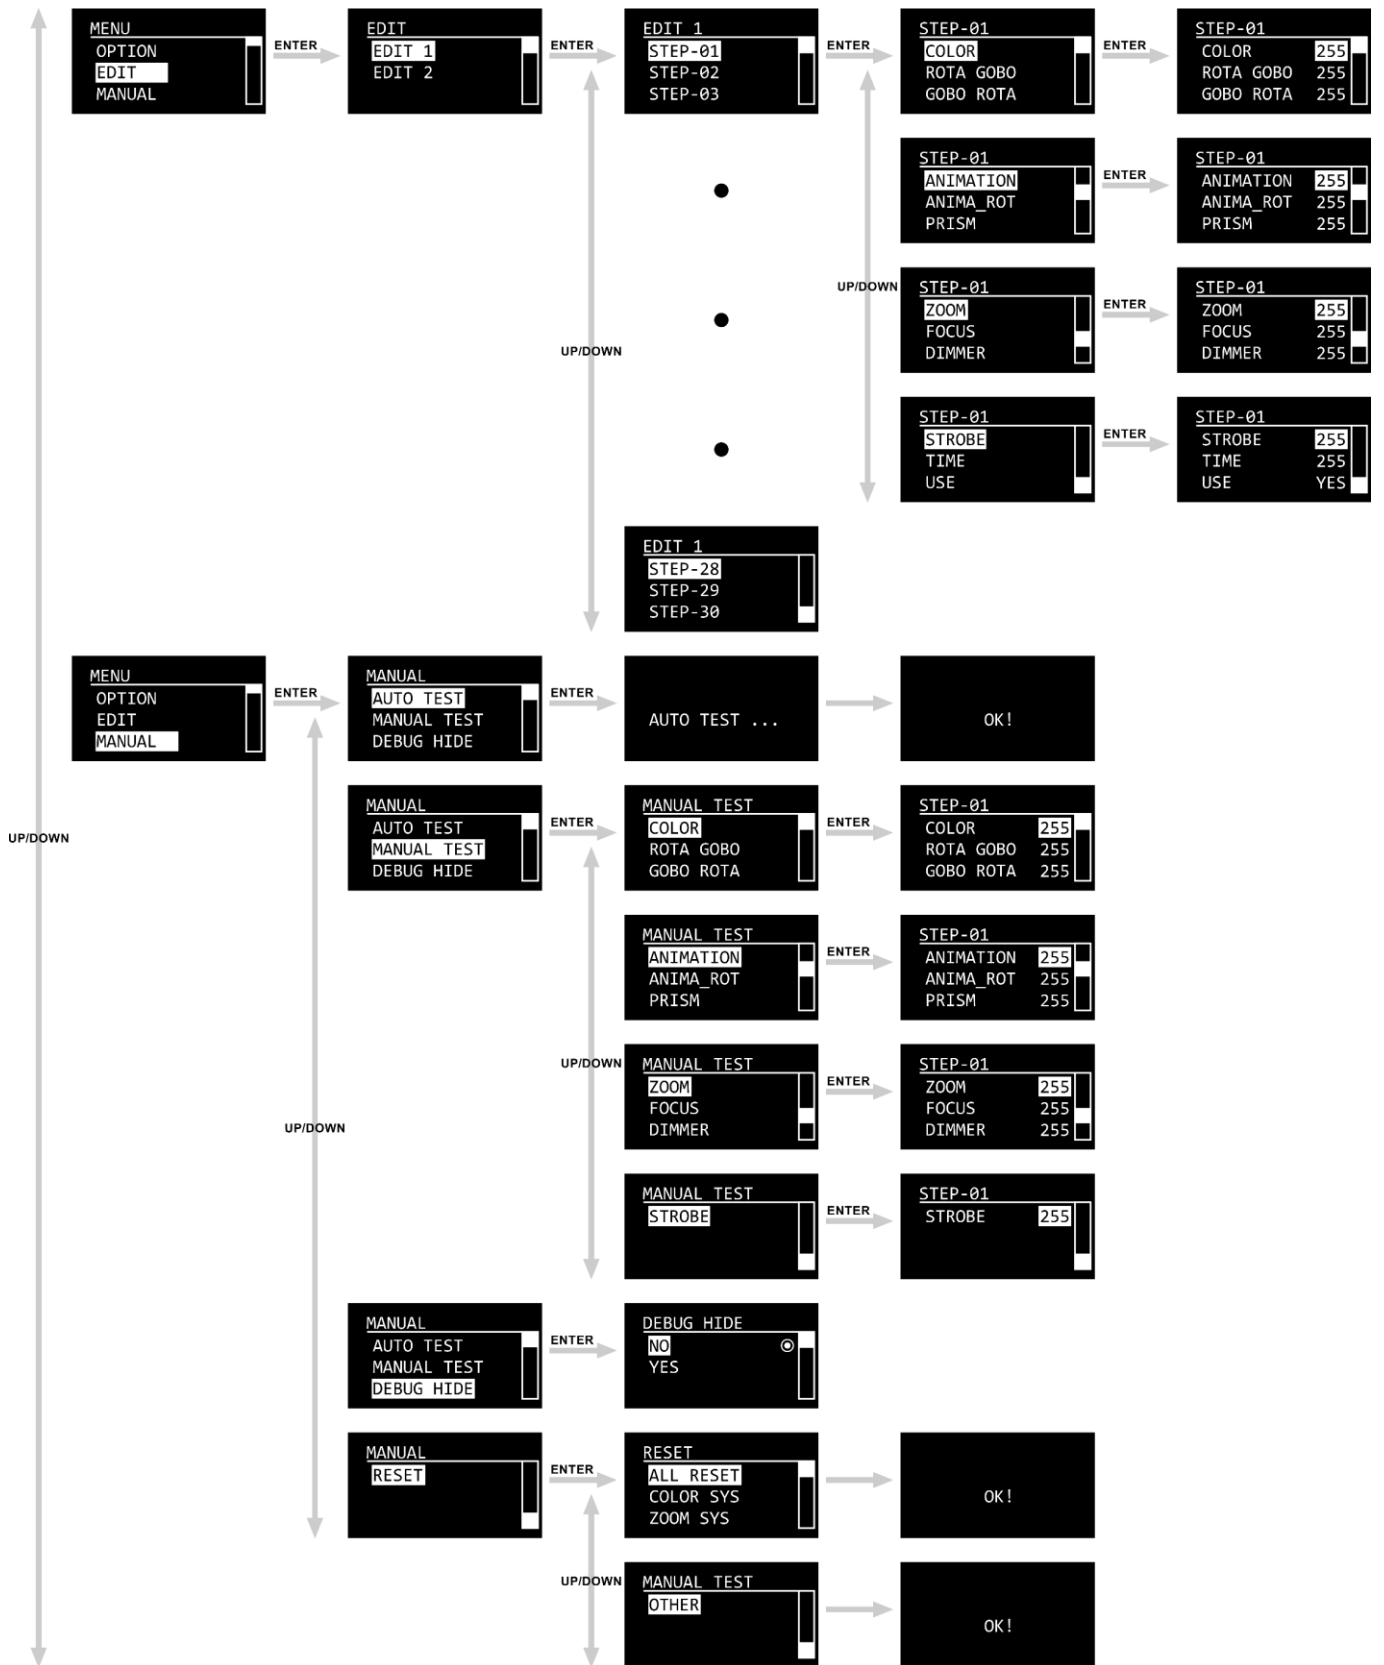 MENU
OPTION
EDIT
MANUAL
ENTER
EDIT
EDIT 1
EDIT 2
ENTER
EDIT 1
STEP-01
STEP-02
STEP-03
ENTER
STEP-01
COLOR
ROTA GOBO
GOBO ROTA
ENTER
STEP-01
COLOR 255
ROTA GOBO 255
GOBO ROTA 255
STEP-01
ANIMATION
ANIMA_ROT
PRISM
ENTER
STEP-01
ANIMATION 255
ANIMA_ROT 255
PRISM 255
UP/DOWN
STEP-01
ZOOM
FOCUS
DIMMER
ENTER
STEP-01
ZOOM 255
FOCUS 255
DIMMER 255
UP/DOWN
STEP-01
STROBE
TIME
USE
ENTER
STEP-01
STROBE 255
TIME 255
USE YES
EDIT 1
STEP-28
STEP-29
STEP-30
MENU
OPTION
EDIT
MANUAL
ENTER
MANUAL
AUTO TEST
MANUAL TEST
DEBUG HIDE
ENTER
AUTO TEST ...
OK!
UP/DOWN
MANUAL
AUTO TEST
MANUAL TEST
DEBUG HIDE
ENTER
MANUAL TEST
COLOR
ROTA GOBO
GOBO ROTA
ENTER
STEP-01
COLOR 255
ROTA GOBO 255
GOBO ROTA 255
MANUAL TEST
ANIMATION
ANIMA_ROT
PRISM
ENTER
STEP-01
ANIMATION 255
ANIMA_ROT 255
PRISM 255
UP/DOWN
MANUAL TEST
ZOOM
FOCUS
DIMMER
ENTER
STEP-01
ZOOM 255
FOCUS 255
DIMMER 255
UP/DOWN
MANUAL TEST
STROBE
ENTER
STEP-01
STROBE 255
MANUAL
AUTO TEST
MANUAL TEST
DEBUG HIDE
ENTER
DEBUG HIDE
NO
YES
MANUAL
RESET
ENTER
RESET
ALL RESET
COLOR SYS
ZOOM SYS
OK!
UP/DOWN
MANUAL TEST
OTHER
OK!